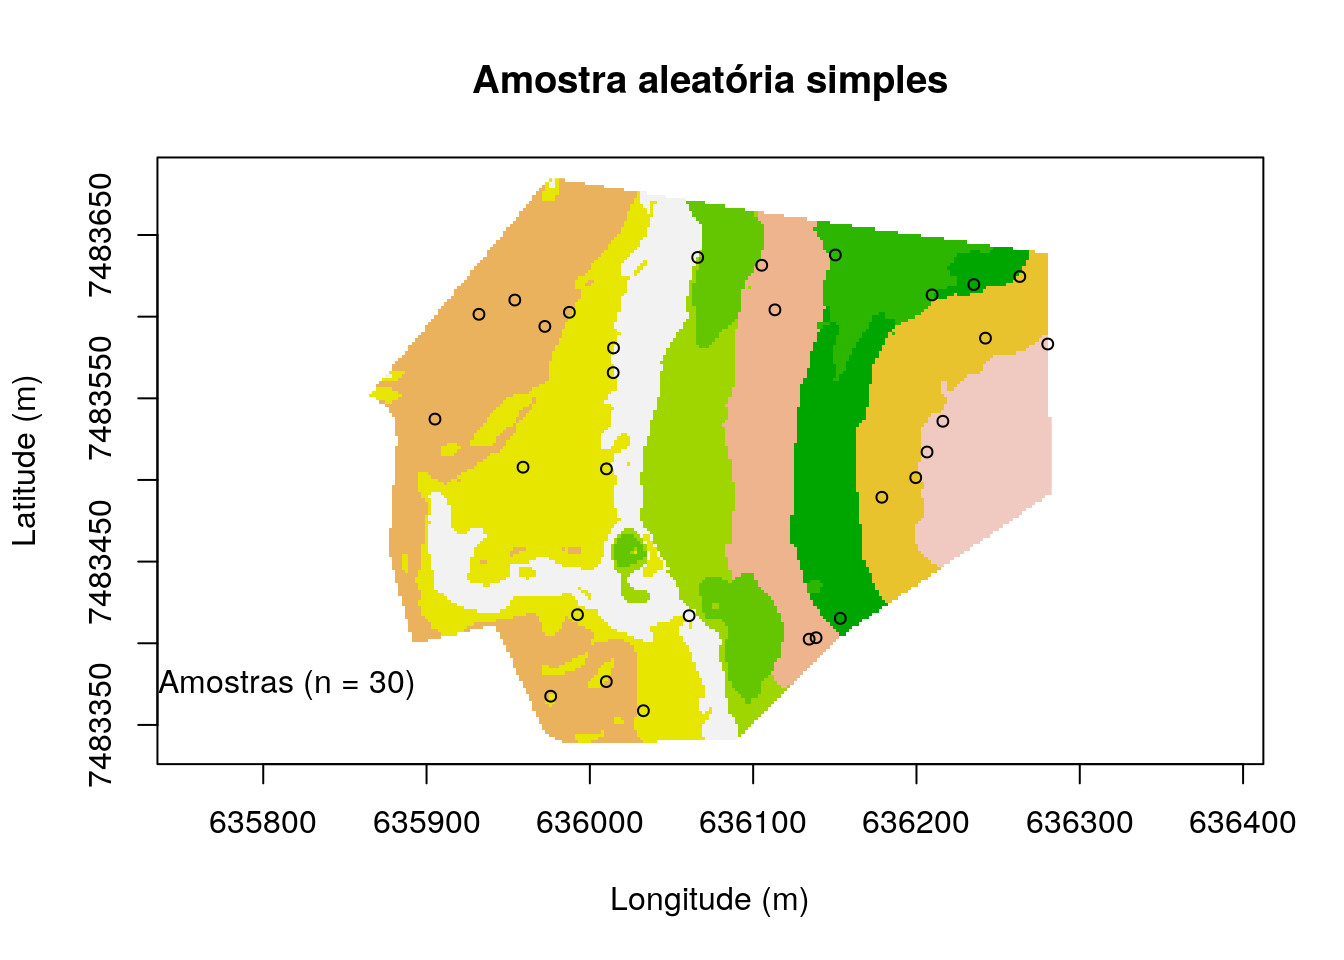 Amostra aleatória simples
Latitude (m)
7483650
7483550
7483450
7483350
Amostras (n = 30)
635800 635900 636000 636100 636200 636300 636400
Longitude (m)